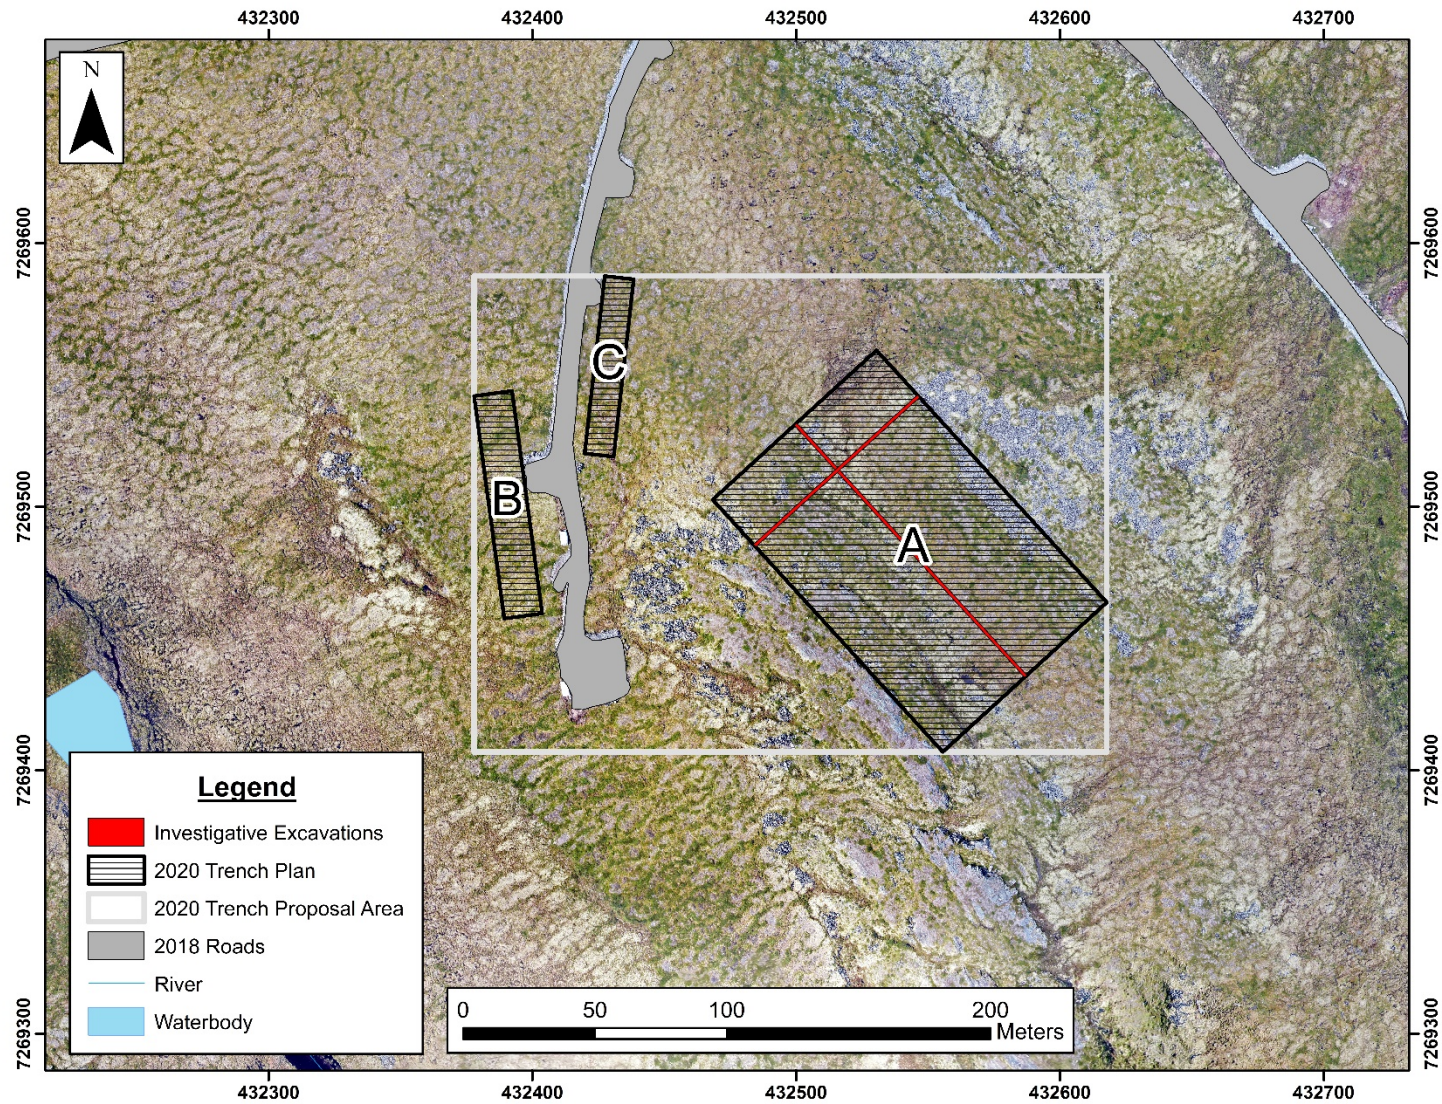 432300 432400 432500 432600 432700
N
7269600 7269600
C
B
A
7269500 7269500
7269400 7269400
Legend
Investigative Excavations
2020 Trench Plan
2020 Trench Proposal Area
2018 Roads
River
Waterbody
0 50 100 200
Meters
7269300 7269300
432300 432400 432500 432600 432700